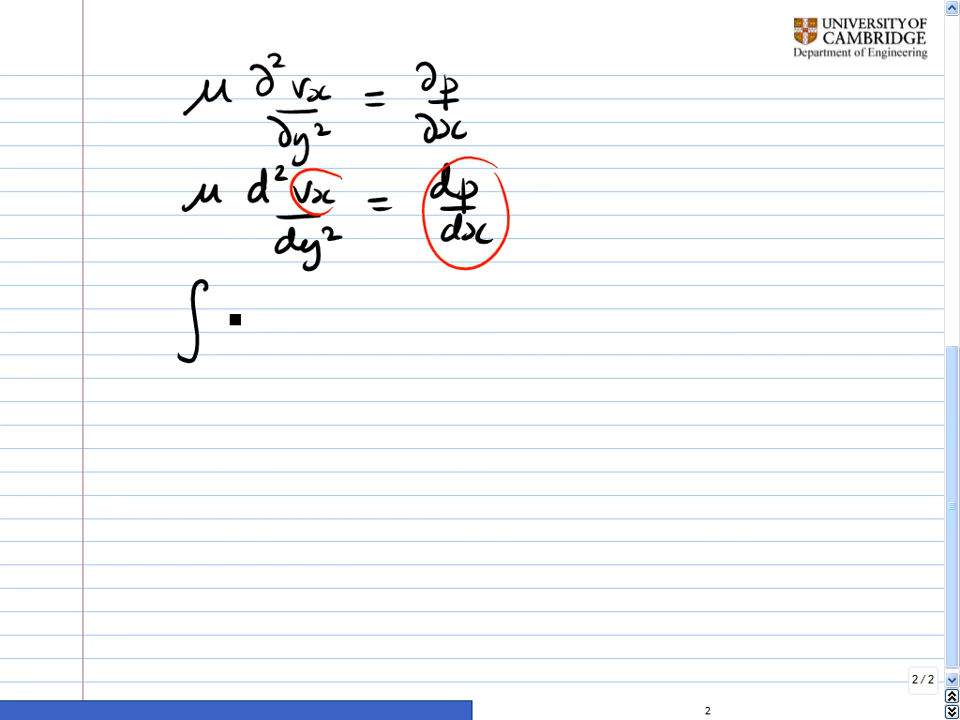 UNIVERSITY OF
CAMBRIDGE
Department of Engineering
μ ∂²vx/∂y² = ∂p/∂x
μ d²vx/dy² = dp/dx
∫
2 / 2
2